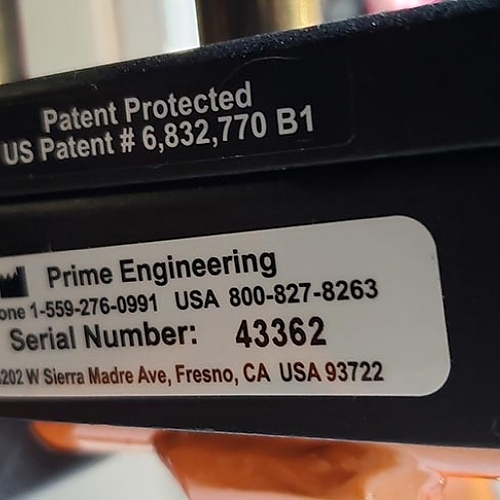 Patent Protected
US Patent # 6,832,770 B1
Prime Engineering
one 1-559-276-0991 USA 800-827-8263
Serial Number: 43362
202 W Sierra Madre Ave, Fresno, CA USA 93722